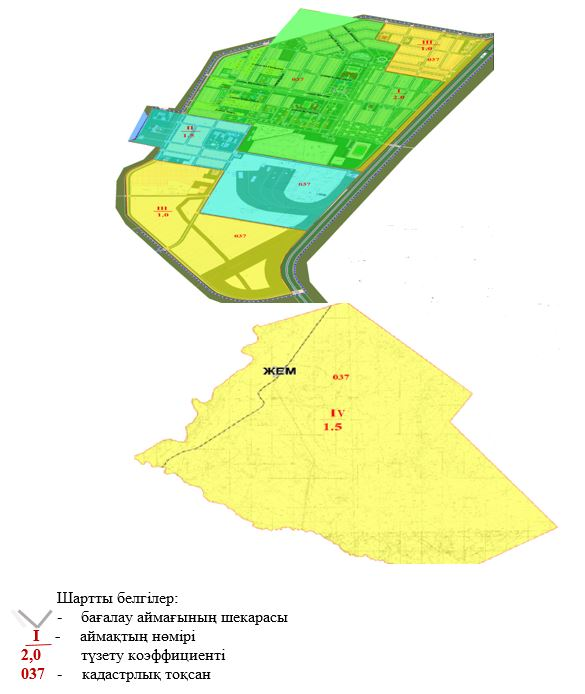 III
1.0
037
037
I
2.0
II
1.5
037
III
1.0
037
ЖЕМ
037
IV
1.5
Шартты белгілер:
- бағалау аймағының шекарасы
I - аймақтың нөмірі
2,0 түзету коэффициенті
037 - кадастрлық тоқсан